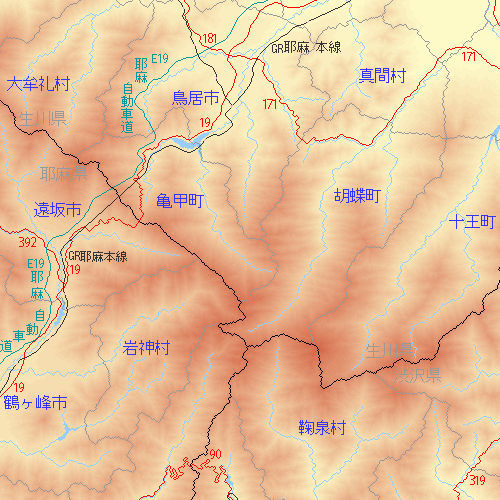 181
GR耶麻本線
E19
耶麻自動車道
171
真間村
171
大牟礼村
鳥居市
生川県
19
耶麻県
胡蝶町
亀甲町
遠坂市
十王町
392
GR耶麻本線
E19
19
耶麻自動車道
岩神村
生川県
渋沢県
19
鶴ヶ峰市
鞠泉村
90
319